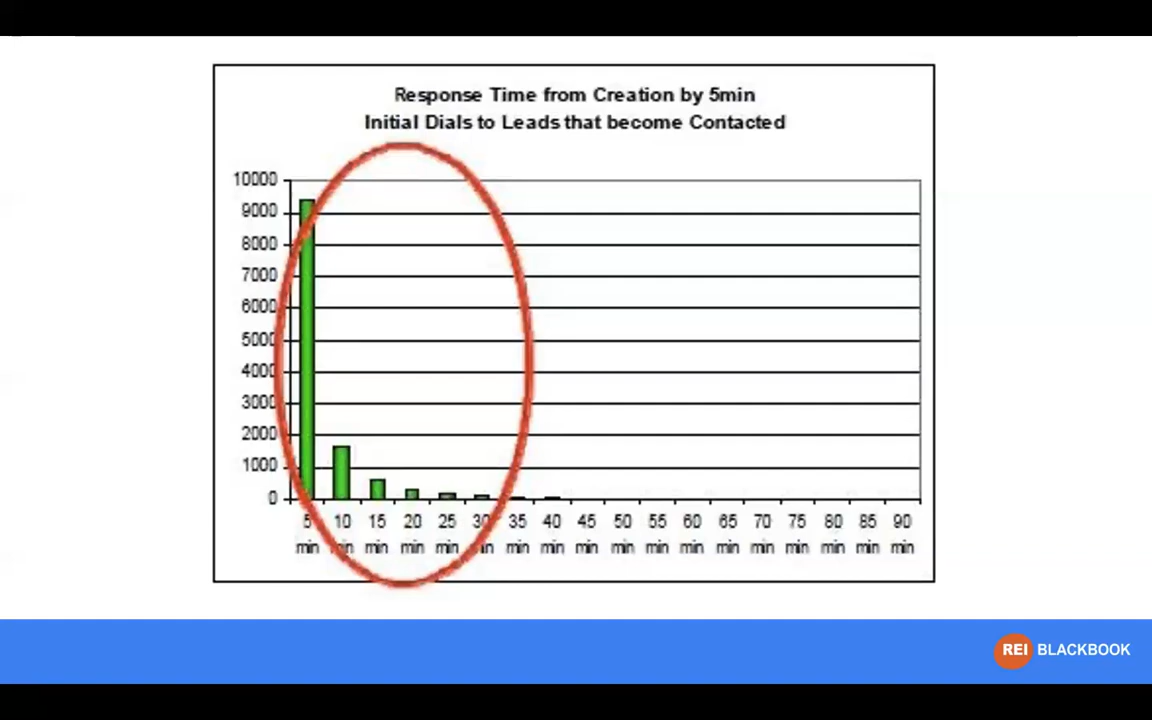 Response Time from Creation by 5min
Initial Dials to Leads that become Contacted
10000
9000
8000
7000
6000
5000
4000
3000
2000
1000
0
5 10 15 20 25 30 35 40 45 50 55 60 65 70 75 80 85 90
min min min min min min min min min min min min min min min min min min
REI BLACKBOOK